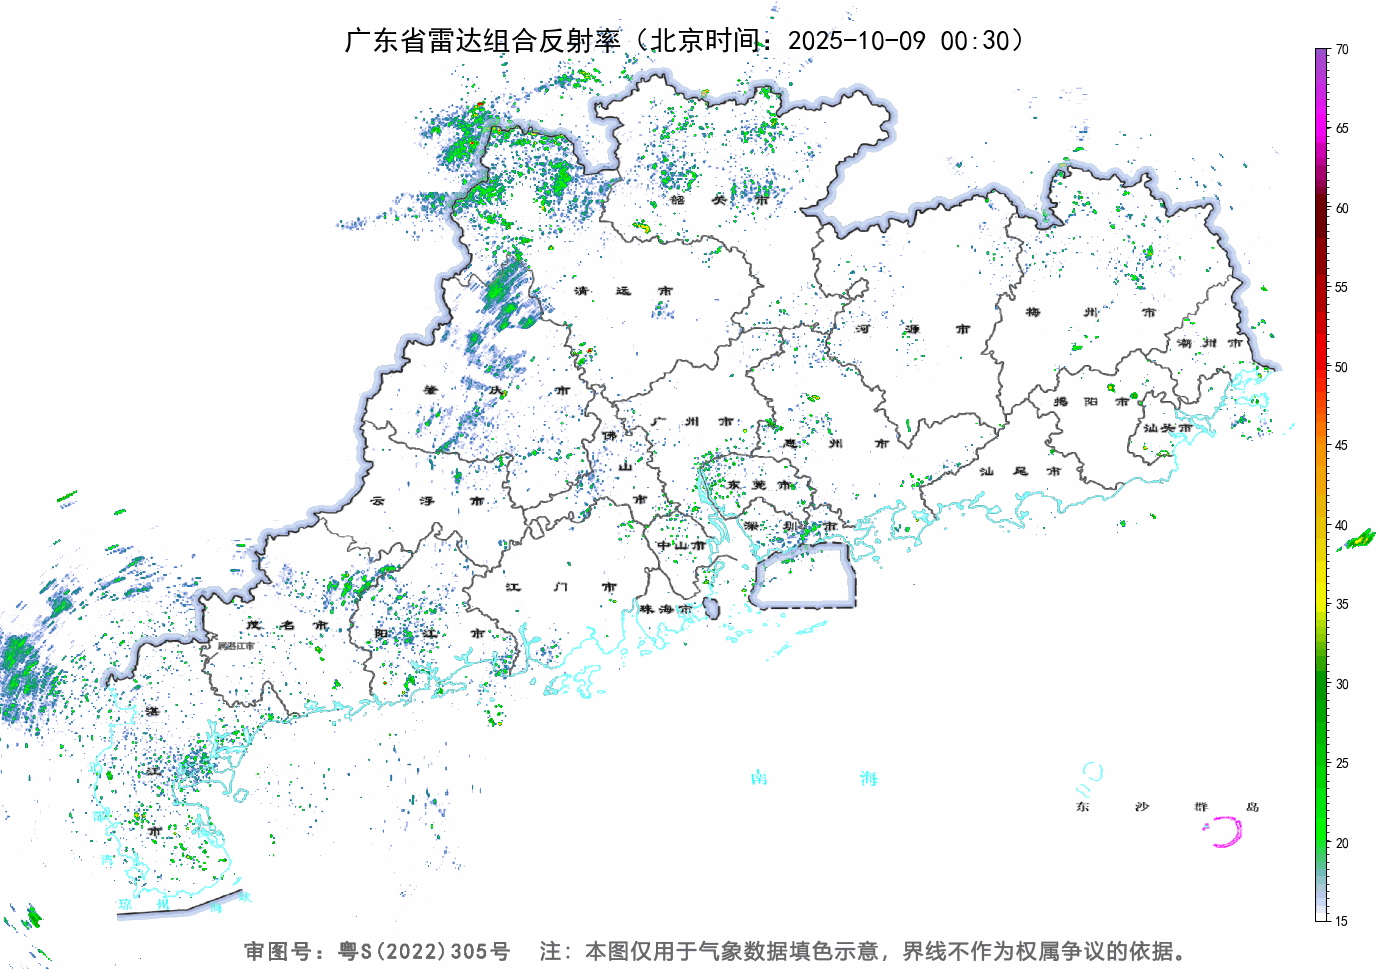 广东省雷达组合反射率（北京时间：2025-10-09 00:30）
70
65
60
55
50
45
40
35
30
25
20
15
韶关市
清远市
河源市
梅州市
潮州市
肇庆市
广州市
揭阳市
汕头市
佛山市
惠州市
东莞市
汕尾市
云浮市
深圳市
中山市
江门市
珠海市
茂名市
阳江市
属湛江市
湛江市
南海
东沙群岛
琼州海峡
审图号：粤S(2022)305号 注：本图仅用于气象数据填色示意，界线不作为权属争议的依据。